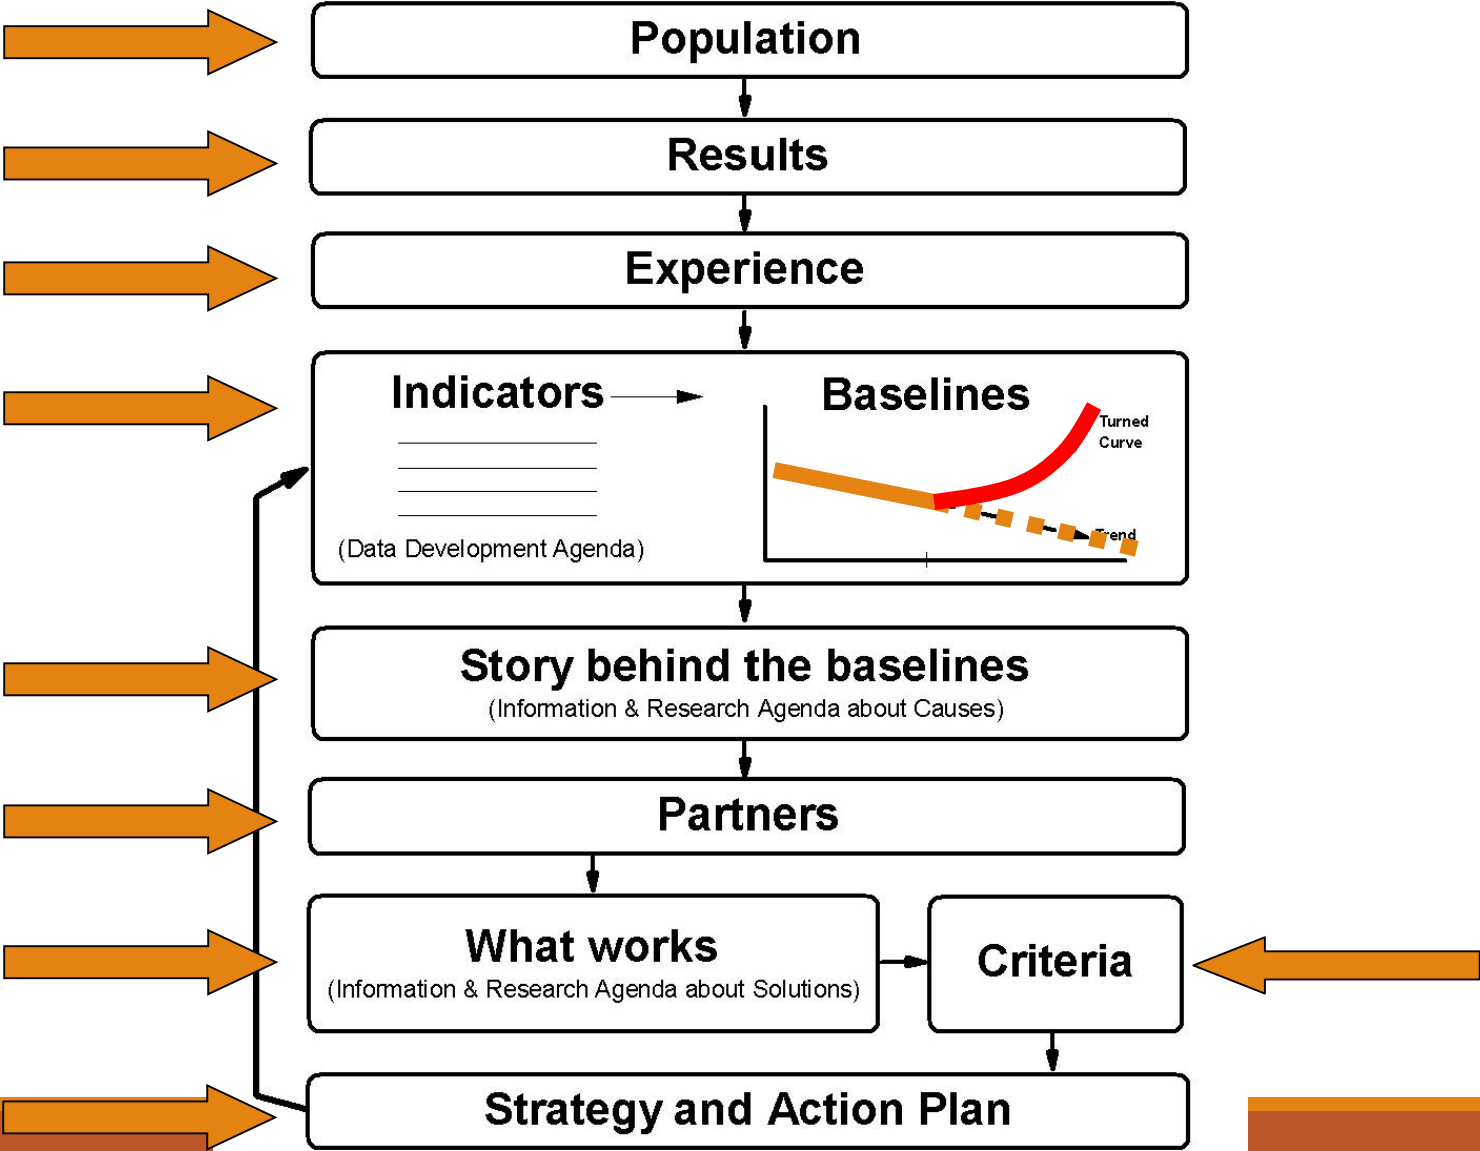 Population
Results
Experience
Indicators
Baselines
Turned
Curve
(Data Development Agenda)
Trend
Story behind the baselines
(Information & Research Agenda about Causes)
Partners
What works
(Information & Research Agenda about Solutions)
Criteria
Strategy and Action Plan